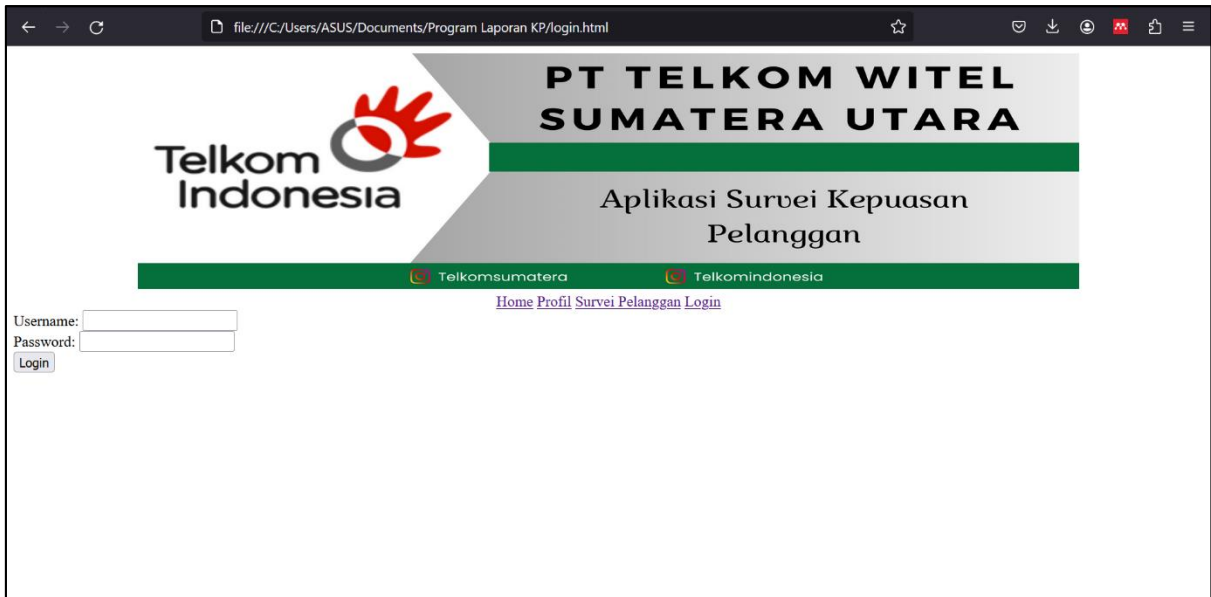 file:///C:/Users/ASUS/Documents/Program Laporan KP/login.html
PT TELKOM WITEL
SUMATERA UTARA
Telkom
Indonesia
Aplikasi Survei Kepuasan
Pelanggan
Telkomsumatera Telkomindonesia
Home Profil Survei Pelanggan Login
Username:
Password:
Login